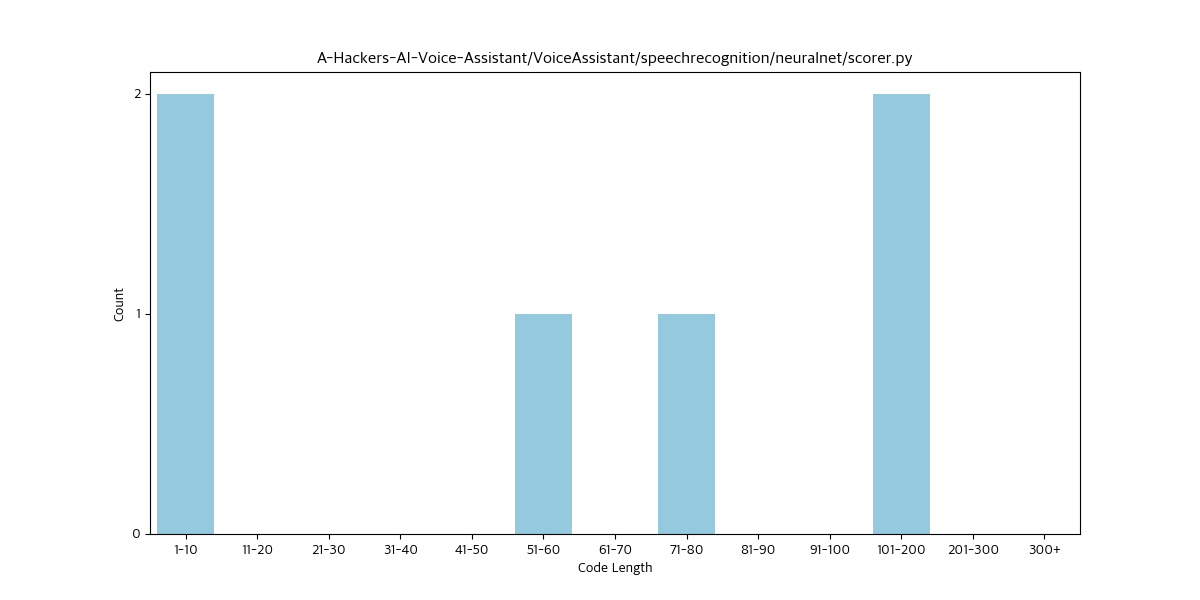 A-Hackers-AI-Voice-Assistant/VoiceAssistant/speechrecognition/neuralnet/scorer.py
2
1
0
Count
1-10 11-20 21-30 31-40 41-50 51-60 61-70 71-80 81-90 91-100 101-200 201-300 300+
Code Length